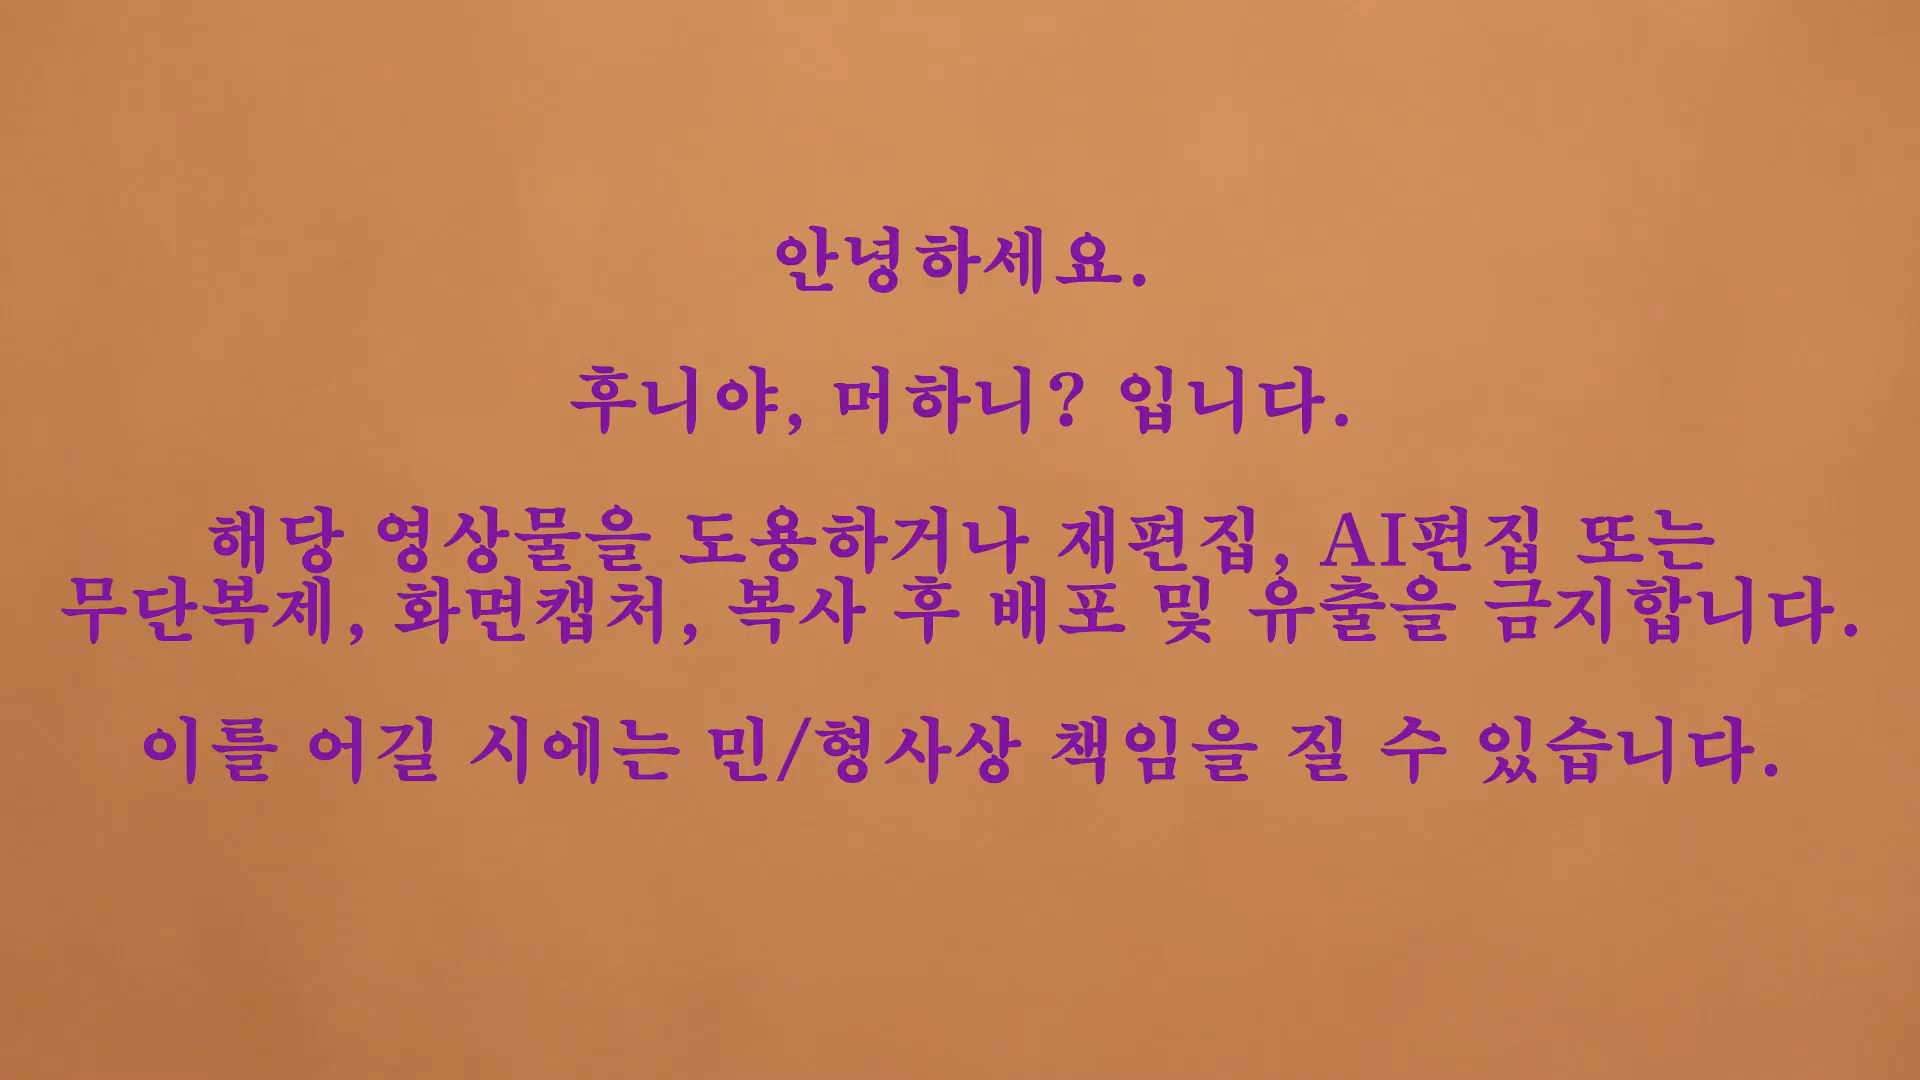 안녕하세요.
후니야, 머하니? 입니다.
해당 영상물을 도용하거나 재편집, AI편집 또는
무단복제, 화면캡처, 복사 후 배포 및 유출을 금지합니다.
이를 어길 시에는 민/형사상 책임을 질 수 있습니다.